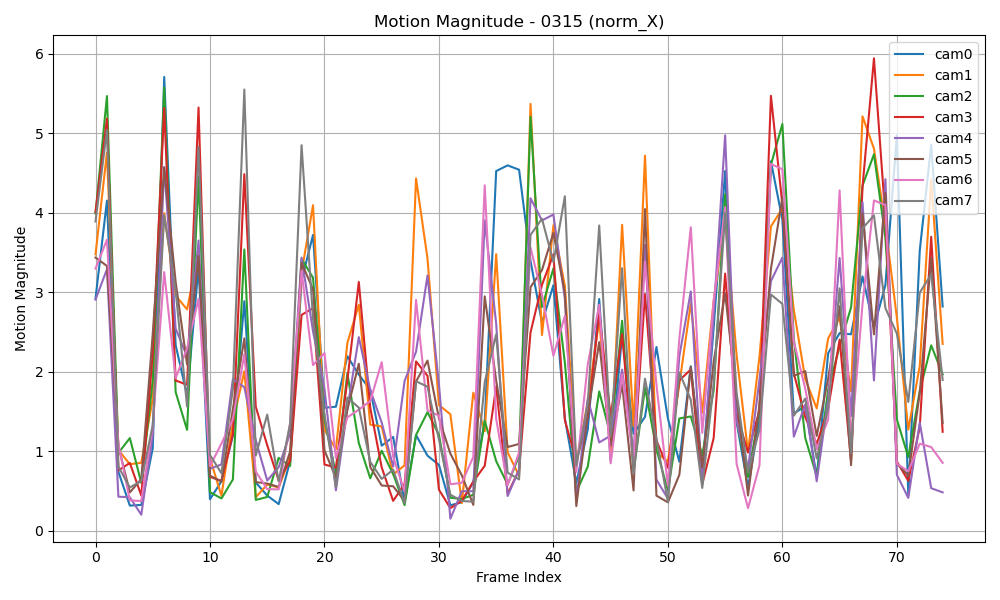 Motion Magnitude - 0315 (norm_X)
Motion Magnitude
6
5
4
3
2
1
0
0 10 20 30 40 50 60 70
Frame Index
cam0
cam1
cam2
cam3
cam4
cam5
cam6
cam7